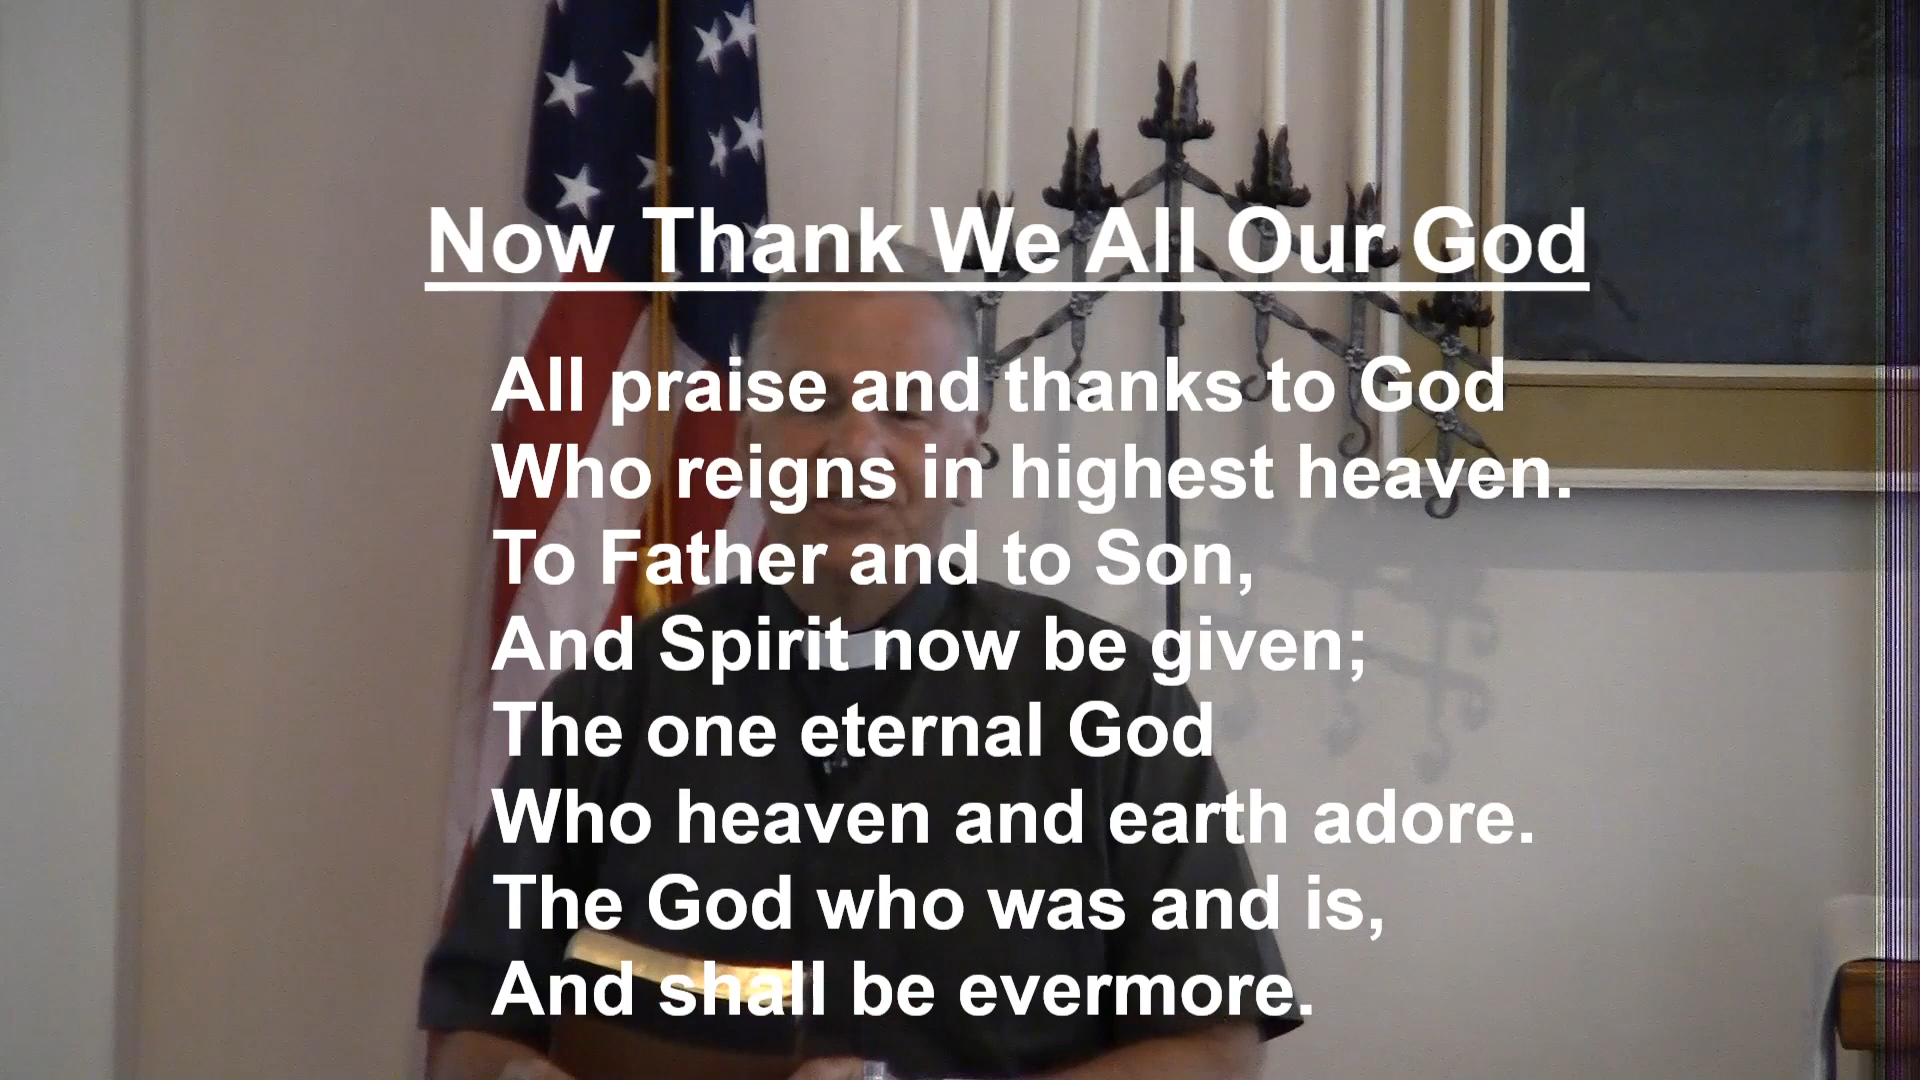 Now Thank We All Our God
All praise and thanks to God
Who reigns in highest heaven.
To Father and to Son,
And Spirit now be given;
The one eternal God
Who heaven and earth adore.
The God who was and is,
And shall be evermore.